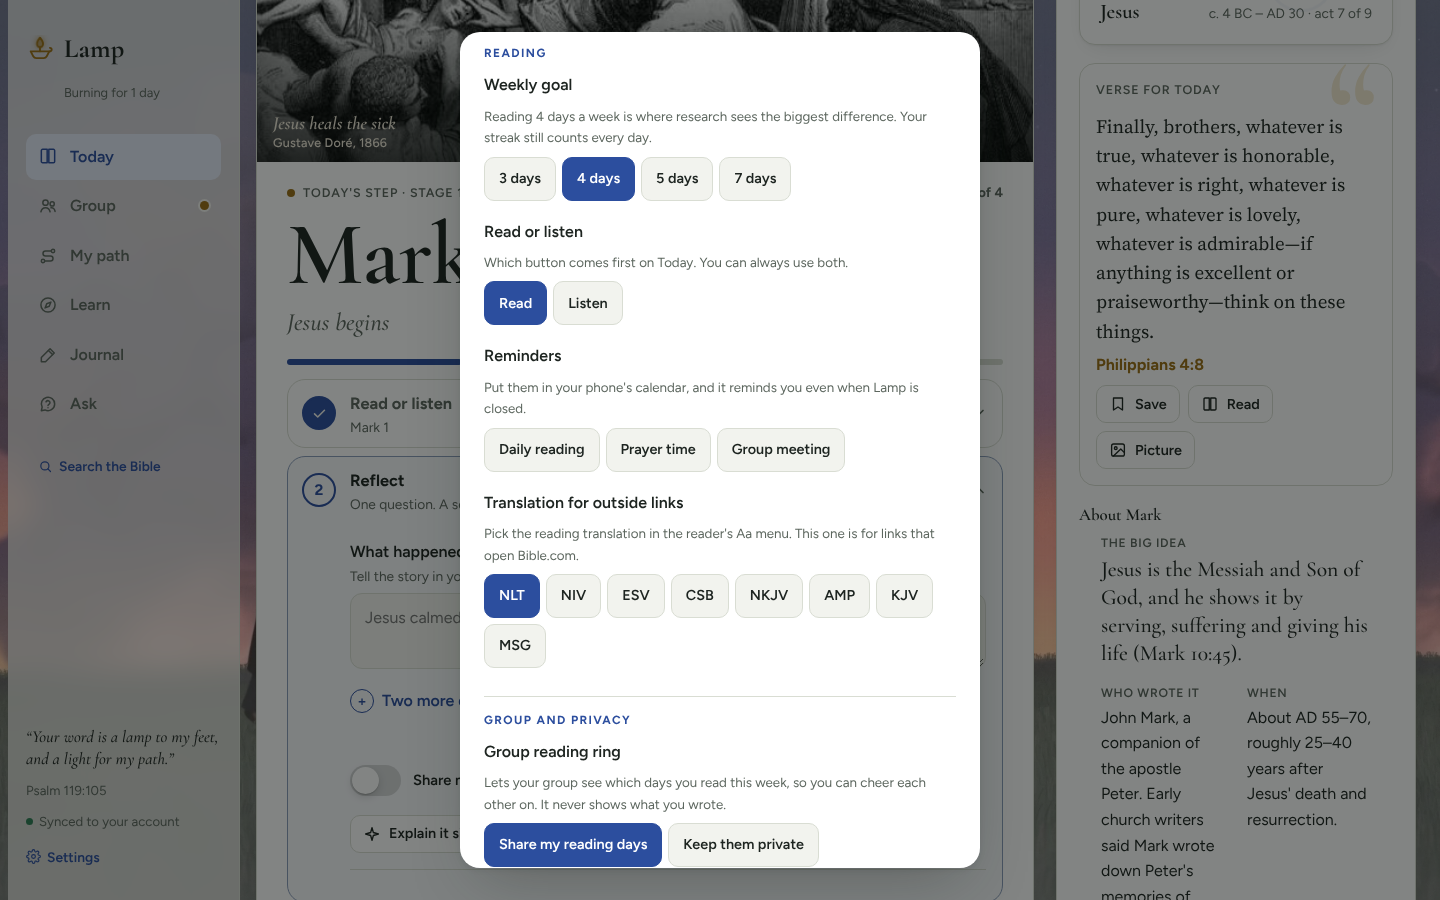 Lamp
Burning for 1 day
Today
Group
My path
Learn
Journal
Ask
Search the Bible
“Your word is a lamp to my feet,
and a light for my path.”
Psalm 119:105
Synced to your account
Settings
Jesus heals the sick
Gustave Doré, 1866
TODAY'S STEP · STAGE
of 4
Mark
Jesus begins
Read or listen
Mark 1
2
Reflect
One question. A
What happened
Tell the story in yo
Jesus calmed
Two more
Share
Explain it s
READING
Weekly goal
Reading 4 days a week is where research sees the biggest difference. Your
streak still counts every day.
3 days
4 days
5 days
7 days
Read or listen
Which button comes first on Today. You can always use both.
Read
Listen
Reminders
Put them in your phone's calendar, and it reminds you even when Lamp is
closed.
Daily reading
Prayer time
Group meeting
Translation for outside links
Pick the reading translation in the reader's Aa menu. This one is for links that
open Bible.com.
NLT
NIV
ESV
CSB
NKJV
AMP
KJV
MSG
GROUP AND PRIVACY
Group reading ring
Lets your group see which days you read this week, so you can cheer each
other on. It never shows what you wrote.
Share my reading days
Keep them private
Jesus
c. 4 BC – AD 30 · act 7 of 9
VERSE FOR TODAY
Finally, brothers, whatever is
true, whatever is honorable,
whatever is right, whatever is
pure, whatever is lovely,
whatever is admirable—if
anything is excellent or
praiseworthy—think on these
things.
Philippians 4:8
Save
Read
Picture
About Mark
THE BIG IDEA
Jesus is the Messiah and Son of
God, and he shows it by
serving, suffering and giving his
life (Mark 10:45).
WHO WROTE IT
John Mark, a
companion of
the apostle
Peter. Early
church writers
said Mark wrote
down Peter's
memories of
WHEN
About AD 55–70,
roughly 25–40
years after
Jesus' death and
resurrection.